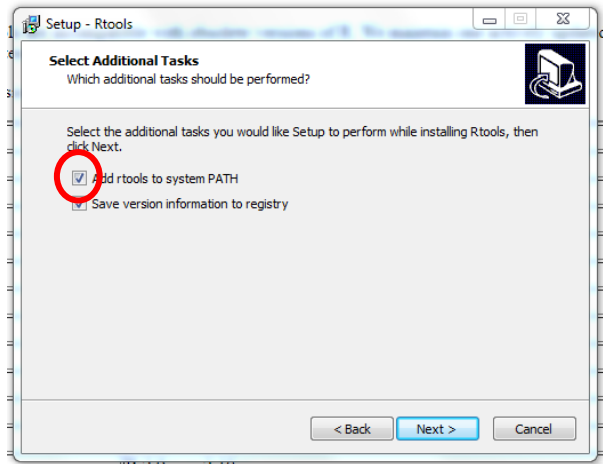 Setup - Rtools
Select Additional Tasks
Which additional tasks should be performed?
Select the additional tasks you would like Setup to perform while installing Rtools, then
click Next.
Add rtools to system PATH
Save version information to registry
< Back
Next >
Cancel